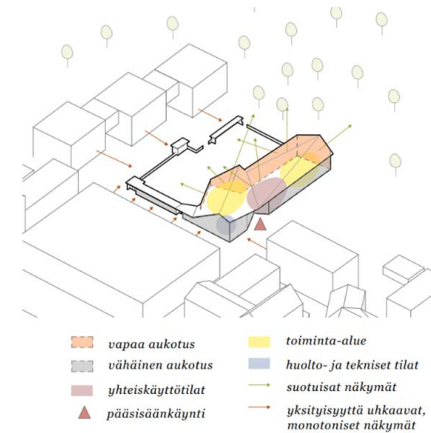 vapaa aukotus
vähäinen aukotus
yhteiskäyttötilat
pääsisäänkäynti
toiminta-alue
huolto- ja tekniset tilat
suotuisat näkymät
yksityisyyttä uhkaavat,
monotoniset näkymät